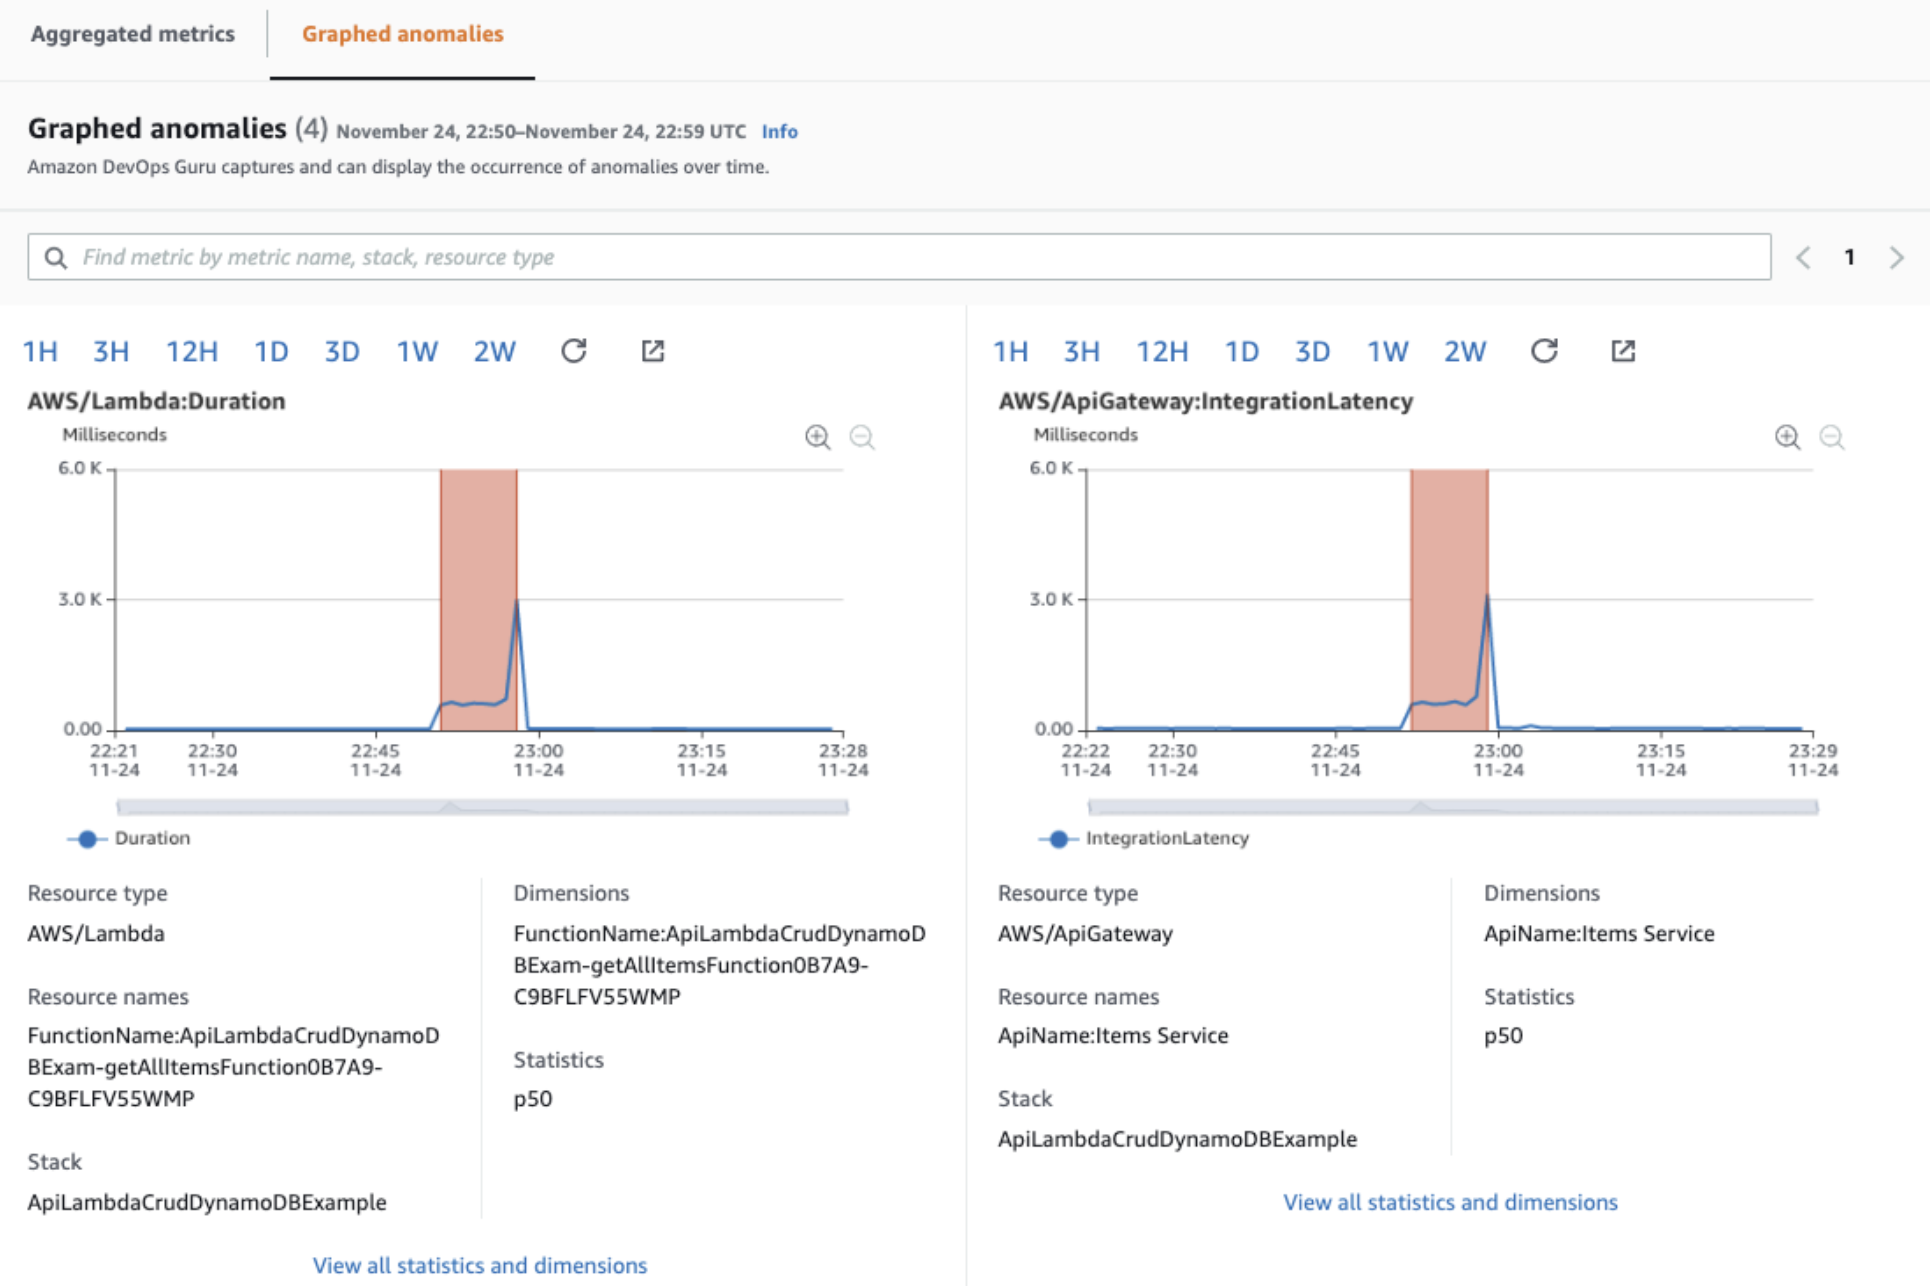 Aggregated metrics
Graphed anomalies
Graphed anomalies (4) November 24, 22:50–November 24, 22:59 UTC Info
Amazon DevOps Guru captures and can display the occurrence of anomalies over time.
Find metric by metric name, stack, resource type
1
1H 3H 12H 1D 3D 1W 2W
AWS/Lambda:Duration
Milliseconds
6.0 K
3.0 K
0.00
22:21 22:30 22:45 23:00 23:15 23:28
11-24 11-24 11-24 11-24 11-24 11-24
Duration
Resource type
AWS/Lambda
Resource names
FunctionName:ApiLambdaCrudDynamoD
BExam-getAllItemsFunction0B7A9-
C9BFLFV55WMP
Stack
ApiLambdaCrudDynamoDBExample
Dimensions
FunctionName:ApiLambdaCrudDynamoD
BExam-getAllItemsFunction0B7A9-
C9BFLFV55WMP
Statistics
p50
View all statistics and dimensions
1H 3H 12H 1D 3D 1W 2W
AWS/ApiGateway:IntegrationLatency
Milliseconds
6.0 K
3.0 K
0.00
22:22 22:30 22:45 23:00 23:15 23:29
11-24 11-24 11-24 11-24 11-24 11-24
IntegrationLatency
Resource type
AWS/ApiGateway
Resource names
ApiName:Items Service
Stack
ApiLambdaCrudDynamoDBExample
Dimensions
ApiName:Items Service
Statistics
p50
View all statistics and dimensions